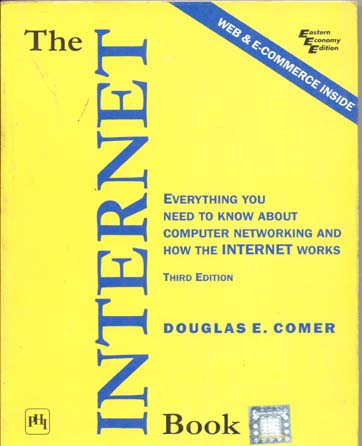 The
INTERNET
Book
WEB & E-COMMERCE INSIDE
Eastern
Economy
Edition
EVERYTHING YOU
NEED TO KNOW ABOUT
COMPUTER NETWORKING AND
HOW THE INTERNET WORKS
THIRD EDITION
DOUGLAS E. COMER
PHI